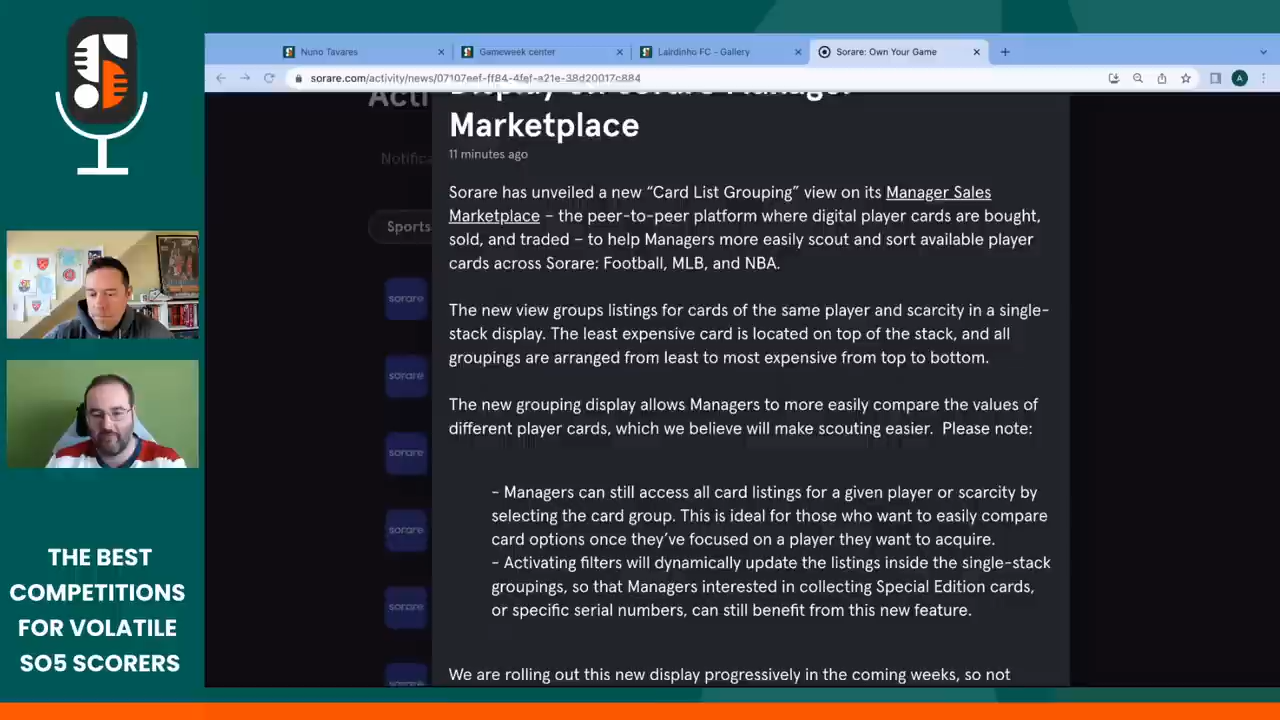 Nuno Tavares
Gameweek center
Lairdinho FC - Gallery
Sorare: Own Your Game
sorare.com/activity/news/07107eef-ff84-4fef-a21e-38d20017c884
A
Acti
Display on Sorare Manager
Marketplace
11 minutes ago
Notifica
Sports
Sorare has unveiled a new “Card List Grouping” view on its Manager Sales
Marketplace – the peer-to-peer platform where digital player cards are bought,
sold, and traded – to help Managers more easily scout and sort available player
cards across Sorare: Football, MLB, and NBA.
The new view groups listings for cards of the same player and scarcity in a single-
stack display. The least expensive card is located on top of the stack, and all
groupings are arranged from least to most expensive from top to bottom.
The new grouping display allows Managers to more easily compare the values of
different player cards, which we believe will make scouting easier.  Please note:
- Managers can still access all card listings for a given player or scarcity by
selecting the card group. This is ideal for those who want to easily compare
card options once they’ve focused on a player they want to acquire.
- Activating filters will dynamically update the listings inside the single-stack
groupings, so that Managers interested in collecting Special Edition cards,
or specific serial numbers, can still benefit from this new feature.
We are rolling out this new display progressively in the coming weeks, so not
sorare
sorare
sorare
sorare
sorare
sorare
THE BEST
COMPETITIONS
FOR VOLATILE
SO5 SCORERS